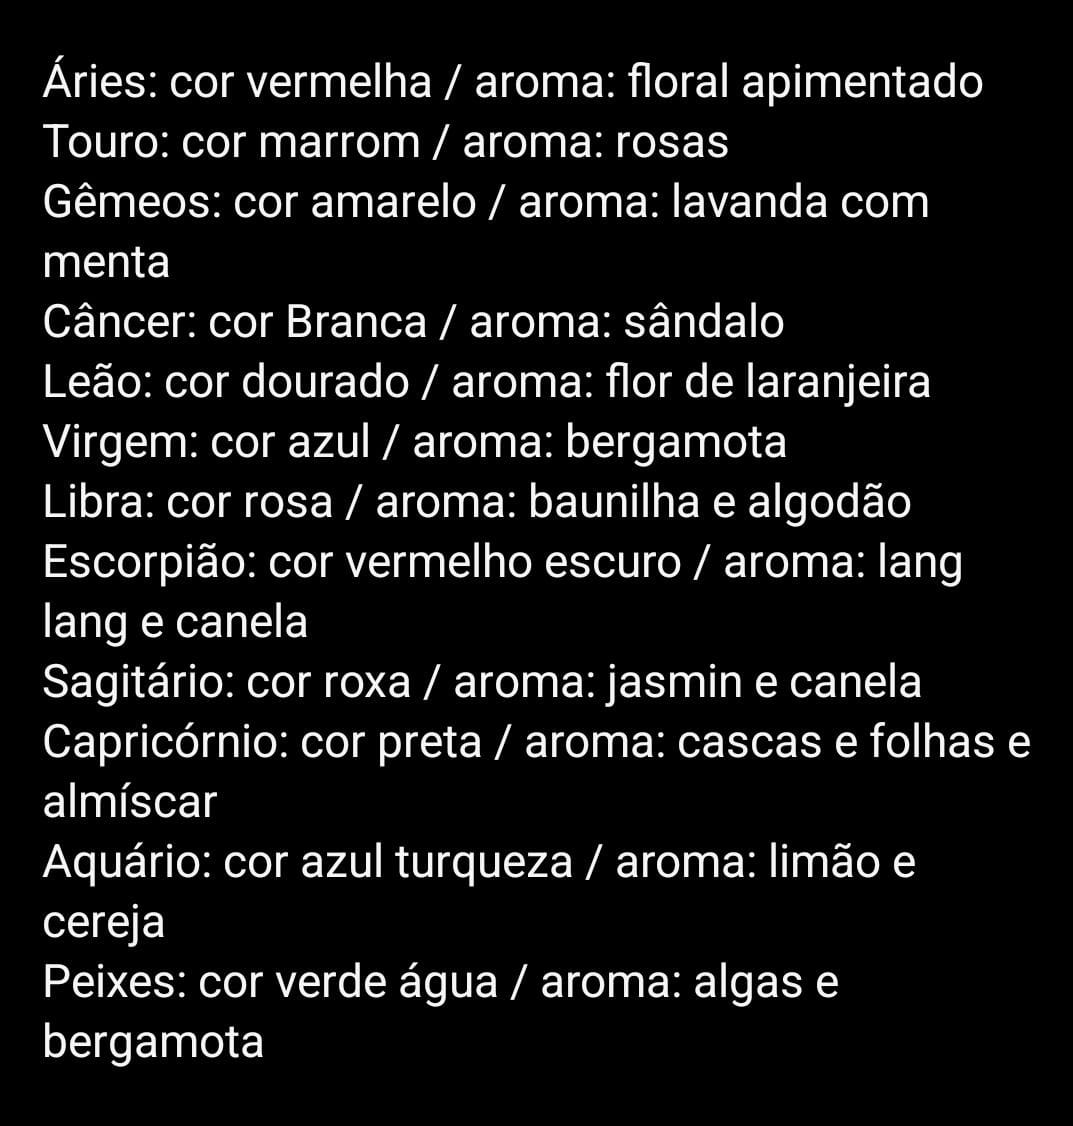 Áries: cor vermelha / aroma: floral apimentado
Touro: cor marrom / aroma: rosas
Gêmeos: cor amarelo / aroma: lavanda com
menta
Câncer: cor Branca / aroma: sândalo
Leão: cor dourado / aroma: flor de laranjeira
Virgem: cor azul / aroma: bergamota
Libra: cor rosa / aroma: baunilha e algodão
Escorpião: cor vermelho escuro / aroma: lang
lang e canela
Sagitário: cor roxa / aroma: jasmin e canela
Capricórnio: cor preta / aroma: cascas e folhas e
almíscar
Aquário: cor azul turqueza / aroma: limão e
cereja
Peixes: cor verde água / aroma: algas e
bergamota